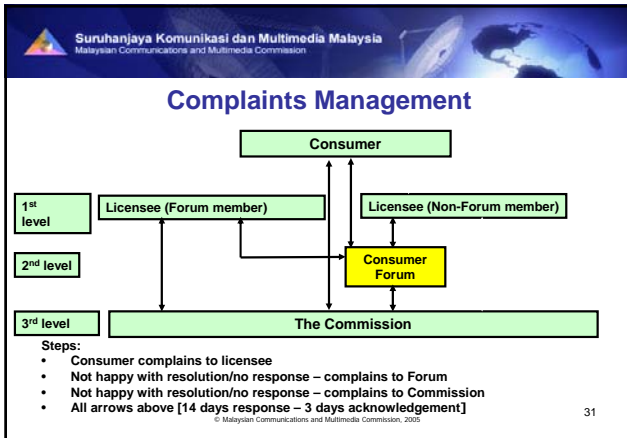 Suruhanjaya Komunikasi dan Multimedia Malaysia
Malaysian Communications and Multimedia Commission
Complaints Management
Consumer
1st
level
Licensee (Forum member)
Licensee (Non-Forum member)
2nd level
Consumer
Forum
3rd level
The Commission
Steps:
• Consumer complains to licensee
• Not happy with resolution/no response – complains to Forum
• Not happy with resolution/no response – complains to Commission
• All arrows above [14 days response – 3 days acknowledgement]
© Malaysian Communications and Multimedia Commission, 2005
31